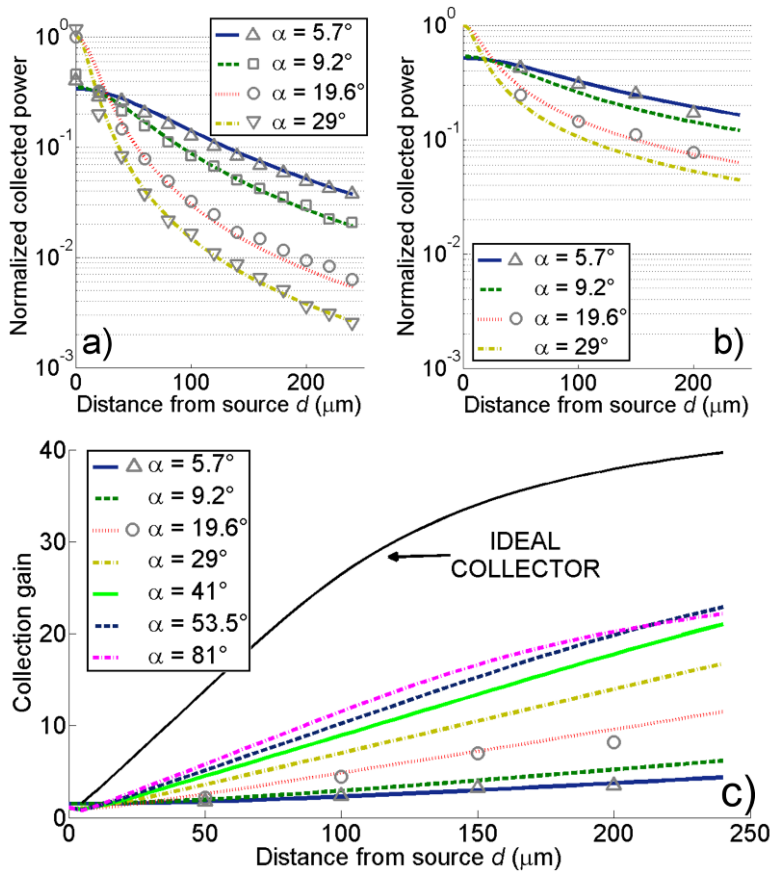 Normalized collected power
10⁰
10⁻¹
10⁻²
10⁻³
α = 5.7°
α = 9.2°
α = 19.6°
α = 29°
a)
0
100
200
Distance from source d (μm)
Normalized collected power
10⁰
10⁻¹
10⁻²
10⁻³
α = 5.7°
α = 9.2°
α = 19.6°
α = 29°
b)
0
100
200
Distance from source d (μm)
Collection gain
40
30
20
10
0
α = 5.7°
α = 9.2°
α = 19.6°
α = 29°
α = 41°
α = 53.5°
α = 81°
IDEAL
COLLECTOR
c)
0
50
100
150
200
250
Distance from source d (μm)